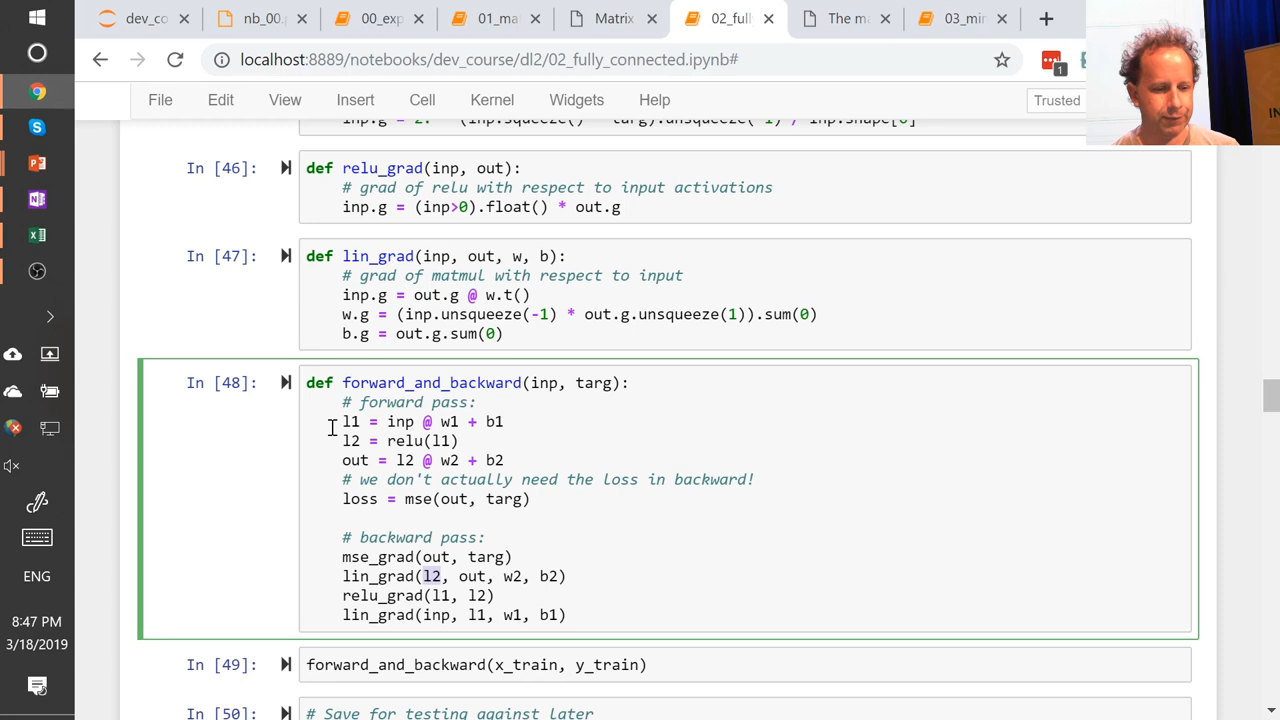 dev_co
nb_00.
00_exp
01_ma
Matrix
02_fully
The m
03_mir
localhost:8889/notebooks/dev_course/dl2/02_fully_connected.ipynb#
1
File Edit View Insert Cell Kernel Widgets Help
Trusted
In [46]:
def relu_grad(inp, out):
# grad of relu with respect to input activations
inp.g = (inp>0).float() * out.g
In [47]:
def lin_grad(inp, out, w, b):
# grad of matmul with respect to input
inp.g = out.g @ w.t()
w.g = (inp.unsqueeze(-1) * out.g.unsqueeze(1)).sum(0)
b.g = out.g.sum(0)
In [48]:
def forward_and_backward(inp, targ):
# forward pass:
l1 = inp @ w1 + b1
l2 = relu(l1)
out = l2 @ w2 + b2
# we don't actually need the loss in backward!
loss = mse(out, targ)
# backward pass:
mse_grad(out, targ)
lin_grad(l2, out, w2, b2)
relu_grad(l1, l2)
lin_grad(inp, l1, w1, b1)
In [49]:
forward_and_backward(x_train, y_train)
In [50]:
# Save for testing against later
ENG
8:47 PM
3/18/2019